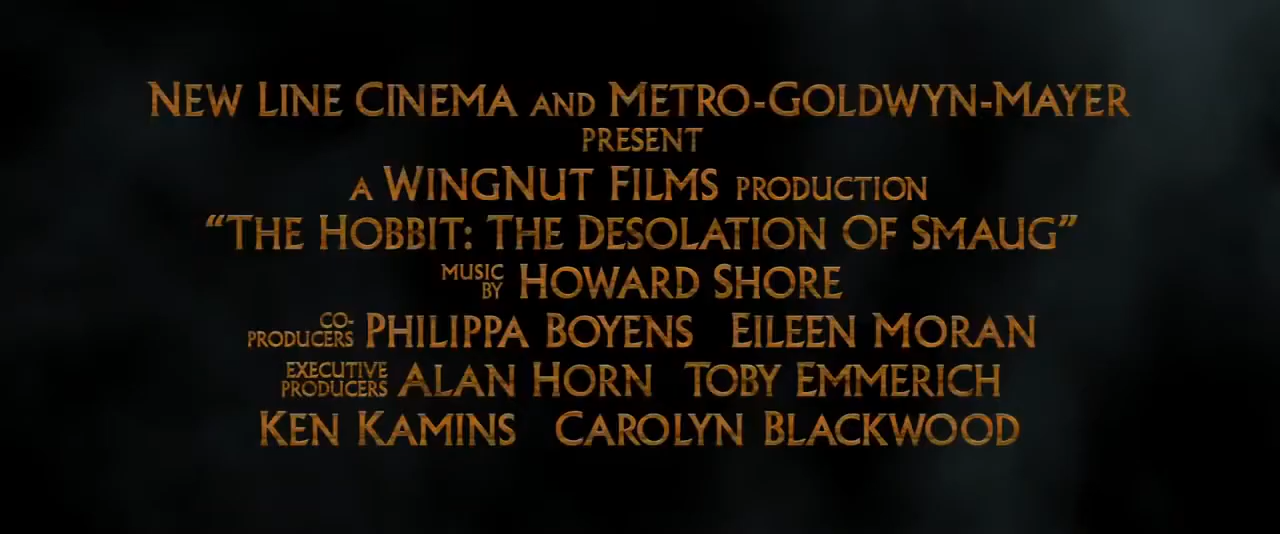 NEW LINE CINEMA AND METRO-GOLDWYN-MAYER
PRESENT
A WINGNUT FILMS PRODUCTION
“THE HOBBIT: THE DESOLATION OF SMAUG”
MUSIC BY HOWARD SHORE
CO-PRODUCERS PHILIPPA BOYENS EILEEN MORAN
EXECUTIVE PRODUCERS ALAN HORN TOBY EMMERICH
KEN KAMINS CAROLYN BLACKWOOD